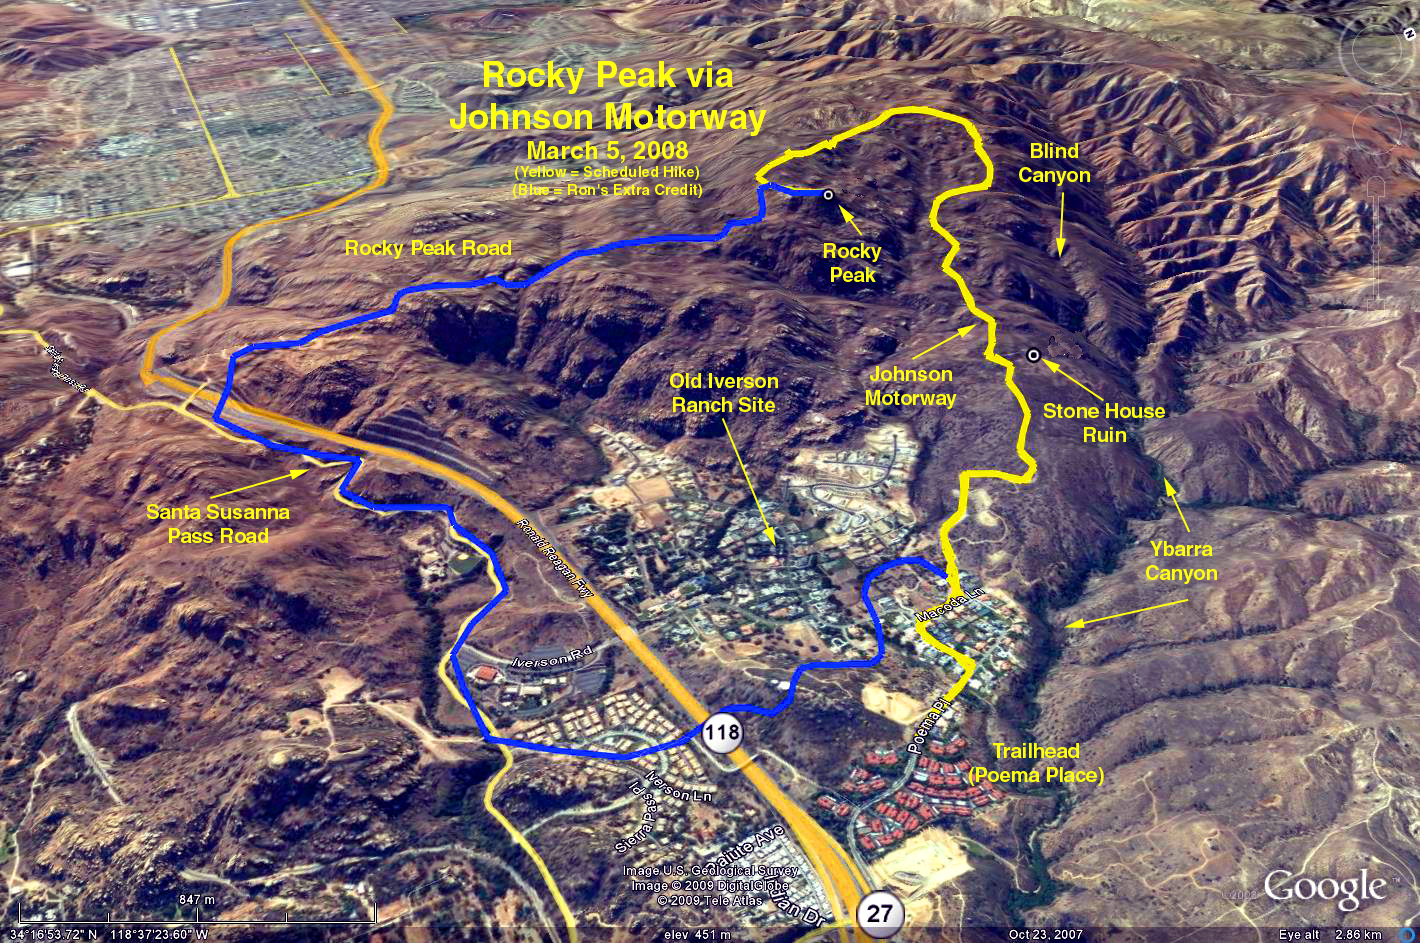 N
Rocky Peak via
Johnson Motorway
March 5, 2008
(Yellow = Scheduled Hike)
(Blue = Ron's Extra Credit)
Blind
Canyon
Rocky Peak Road
Rocky
Peak
Johnson
Motorway
Old Iverson
Ranch Site
Stone House
Ruin
Santa Susanna
Pass Road
Ronald Reagan Fwy
Ybarra
Canyon
Macoda Ln
Iverson Rd
Poema Pl
118
Trailhead
(Poema Place)
Iverson Ln
Sierra Pass Pl
Paiute Ave
Image U.S. Geological Survey
Image © 2009 DigitalGlobe
© 2009 Tele Atlas
©2008 Google™
27
847 m
34°16'53.72" N 118°37'23.60" W
elev 451 m
Oct 23, 2007
Eye alt 2.86 km